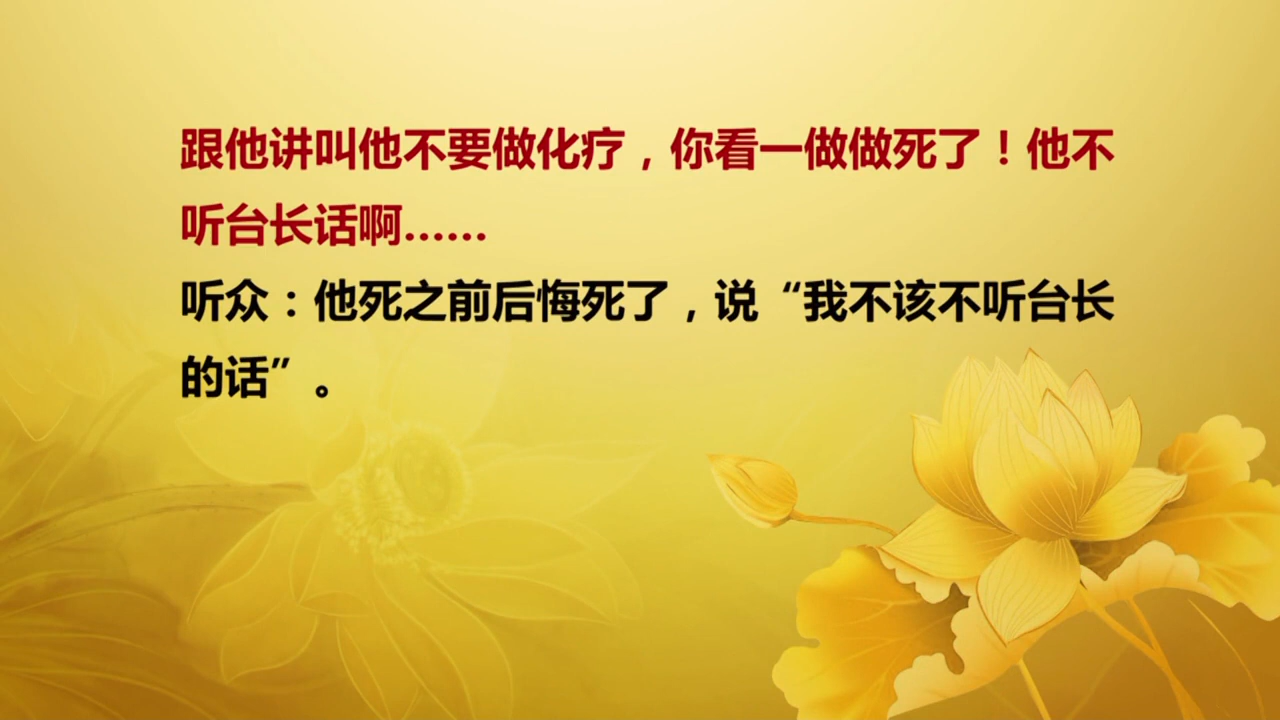 跟他讲叫他不要做化疗，你看一做做死了！他不
听台长话啊……
听众：他死之前后悔死了，说“我不该不听台长
的话”。